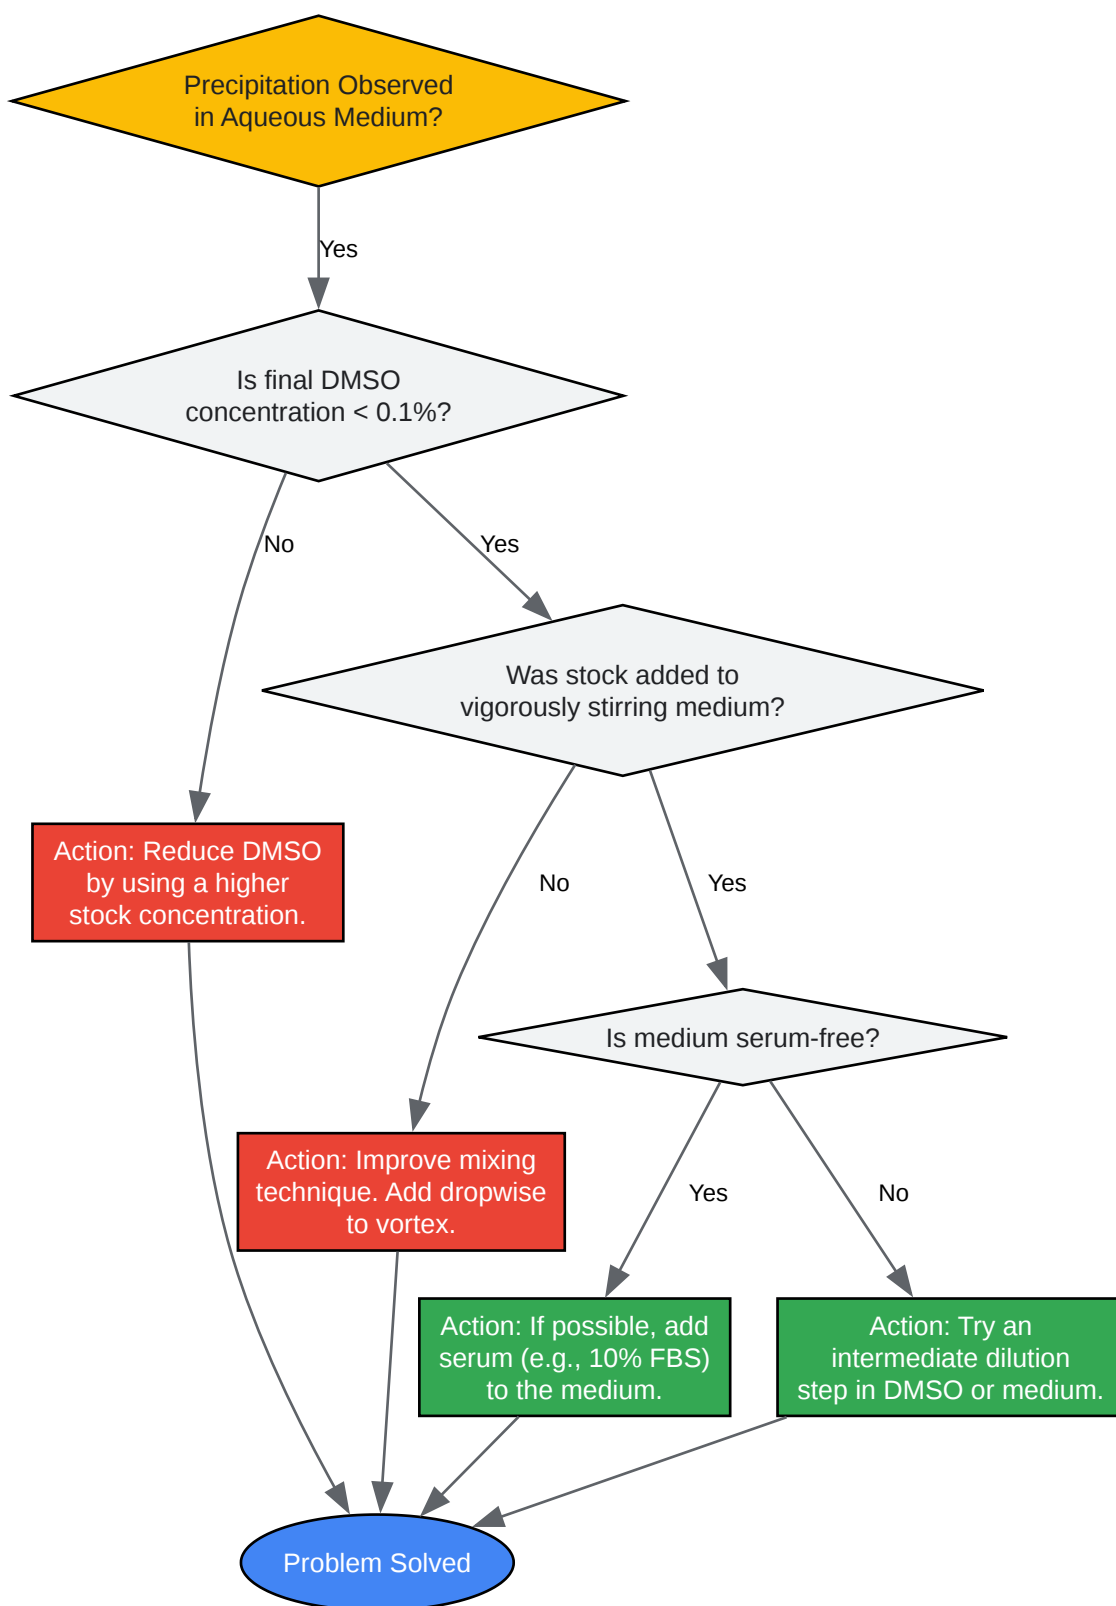 Precipitation Observed
in Aqueous Medium?
Yes
Is final DMSO
concentration < 0.1%?
No
Yes
Was stock added to
vigorously stirring medium?
Action: Reduce DMSO
by using a higher
stock concentration.
No
Yes
Is medium serum-free?
Action: Improve mixing
technique. Add dropwise
to vortex.
Yes
No
Action: If possible, add
serum (e.g., 10% FBS)
to the medium.
Action: Try an
intermediate dilution
step in DMSO or medium.
Problem Solved